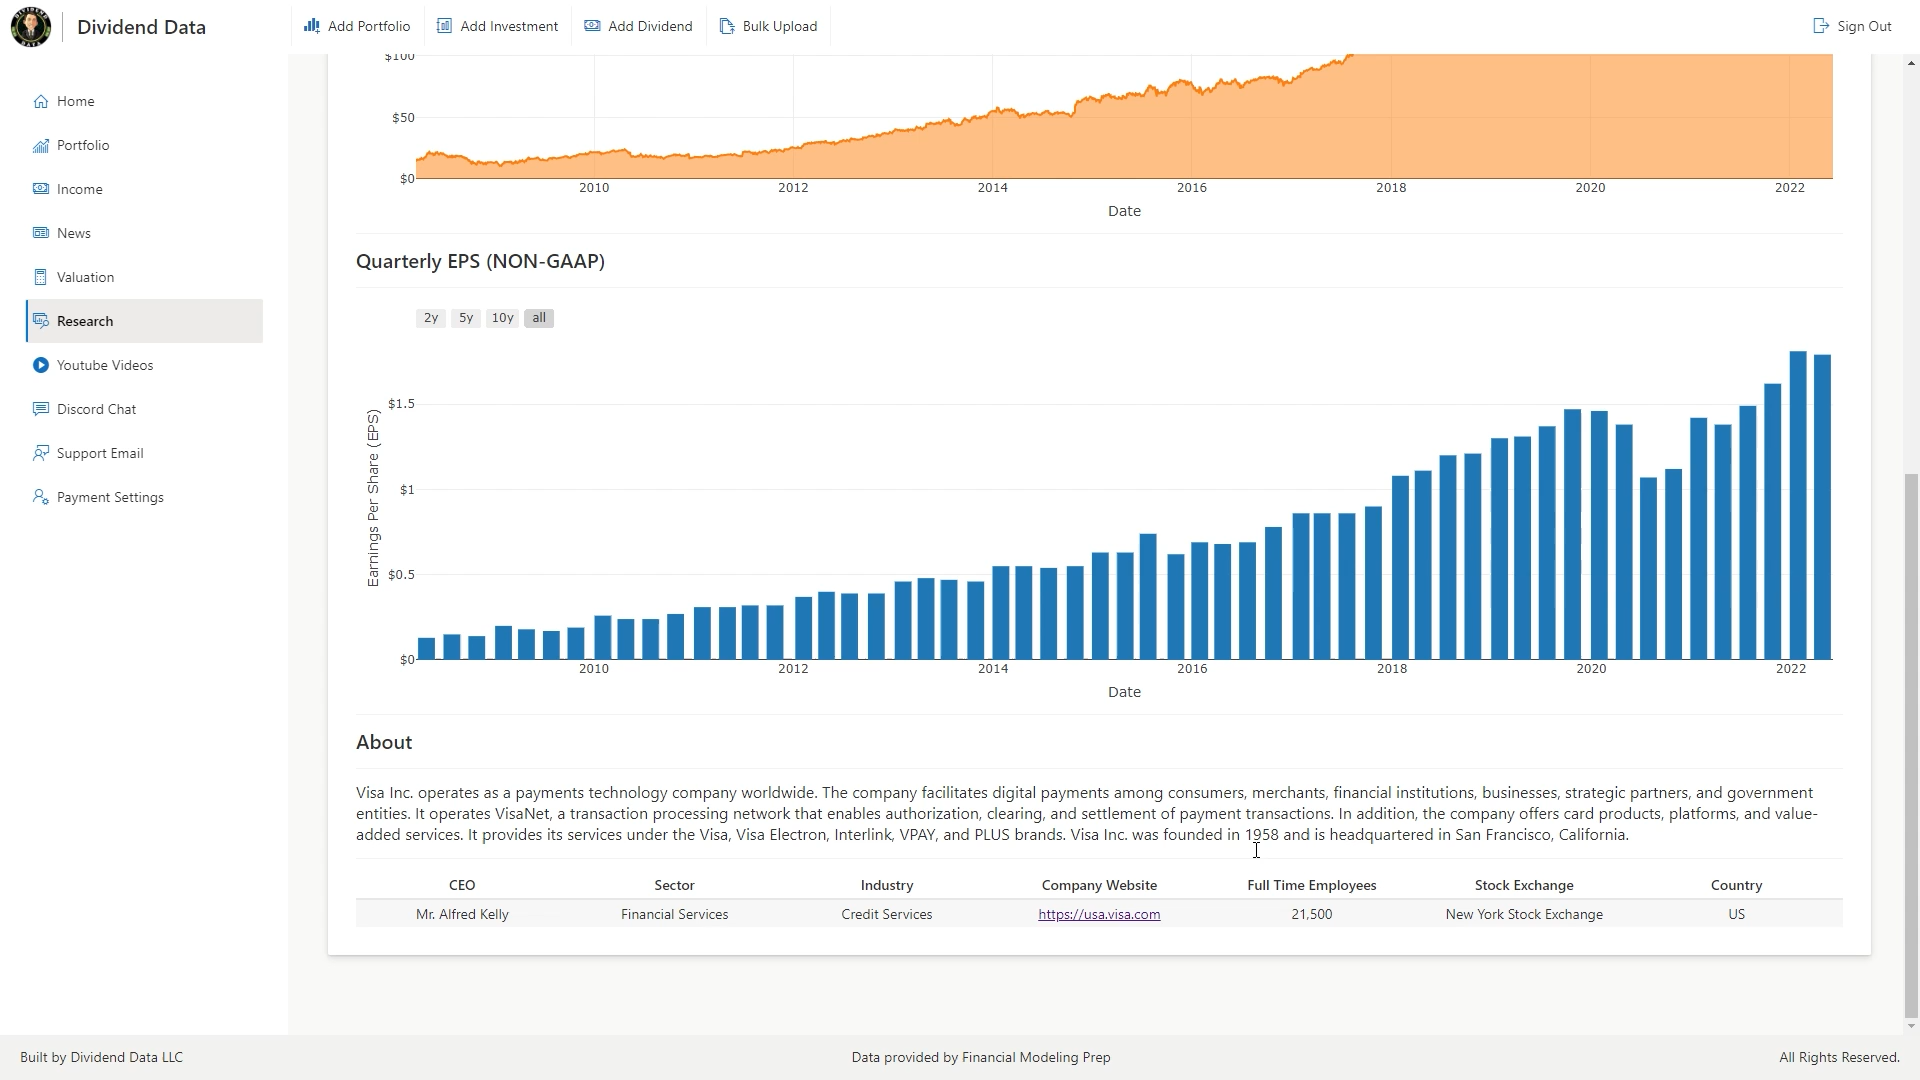 Dividend Data
Add Portfolio
Add Investment
Add Dividend
Bulk Upload
Sign Out
Home
Portfolio
Income
News
Valuation
Research
Youtube Videos
Discord Chat
Support Email
Payment Settings
$100
$50
$0
2010 2012 2014 2016 2018 2020 2022
Date
Quarterly EPS (NON-GAAP)
2y 5y 10y all
Earnings Per Share (EPS)
$1.5
$1
$0.5
$0
2010 2012 2014 2016 2018 2020 2022
Date
About
Visa Inc. operates as a payments technology company worldwide. The company facilitates digital payments among consumers, merchants, financial institutions, businesses, strategic partners, and government
entities. It operates VisaNet, a transaction processing network that enables authorization, clearing, and settlement of payment transactions. In addition, the company offers card products, platforms, and value-
added services. It provides its services under the Visa, Visa Electron, Interlink, VPAY, and PLUS brands. Visa Inc. was founded in 1958 and is headquartered in San Francisco, California.
CEO Sector Industry Company Website Full Time Employees Stock Exchange Country
Mr. Alfred Kelly Financial Services Credit Services https://usa.visa.com 21,500 New York Stock Exchange US
Built by Dividend Data LLC
Data provided by Financial Modeling Prep
All Rights Reserved.